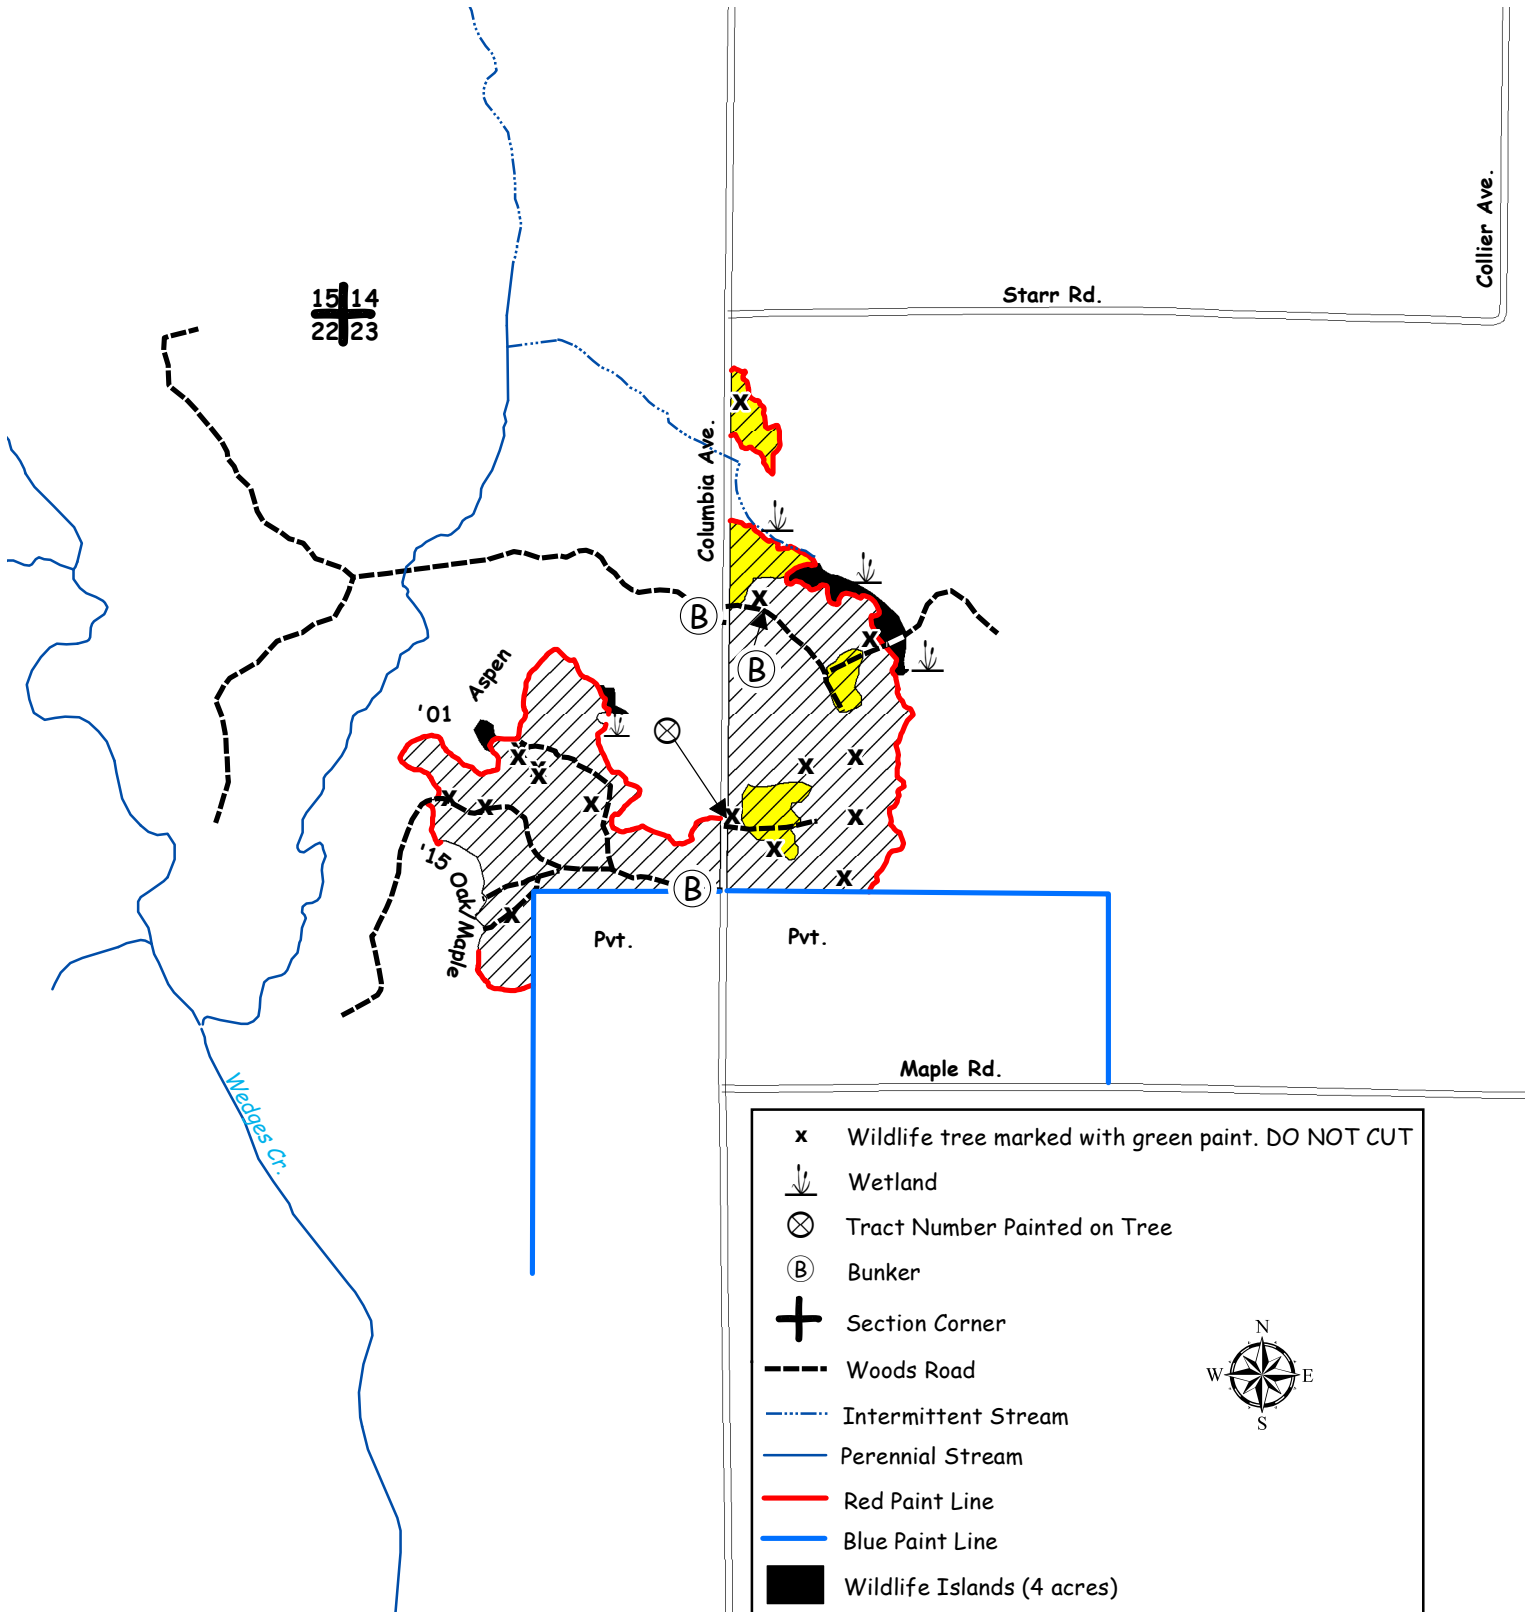 Collier Ave.
15 14
22 23
Starr Rd.
Columbia Ave.
B
B
Aspen
'01
'15 Oak/Maple
B
Pvt.
Pvt.
Maple Rd.
Wedges Cr.
x Wildlife tree marked with green paint. DO NOT CUT
Wetland
Tract Number Painted on Tree
B Bunker
Section Corner
Woods Road
Intermittent Stream
Perennial Stream
Red Paint Line
Blue Paint Line
Wildlife Islands (4 acres)
N
W E
S